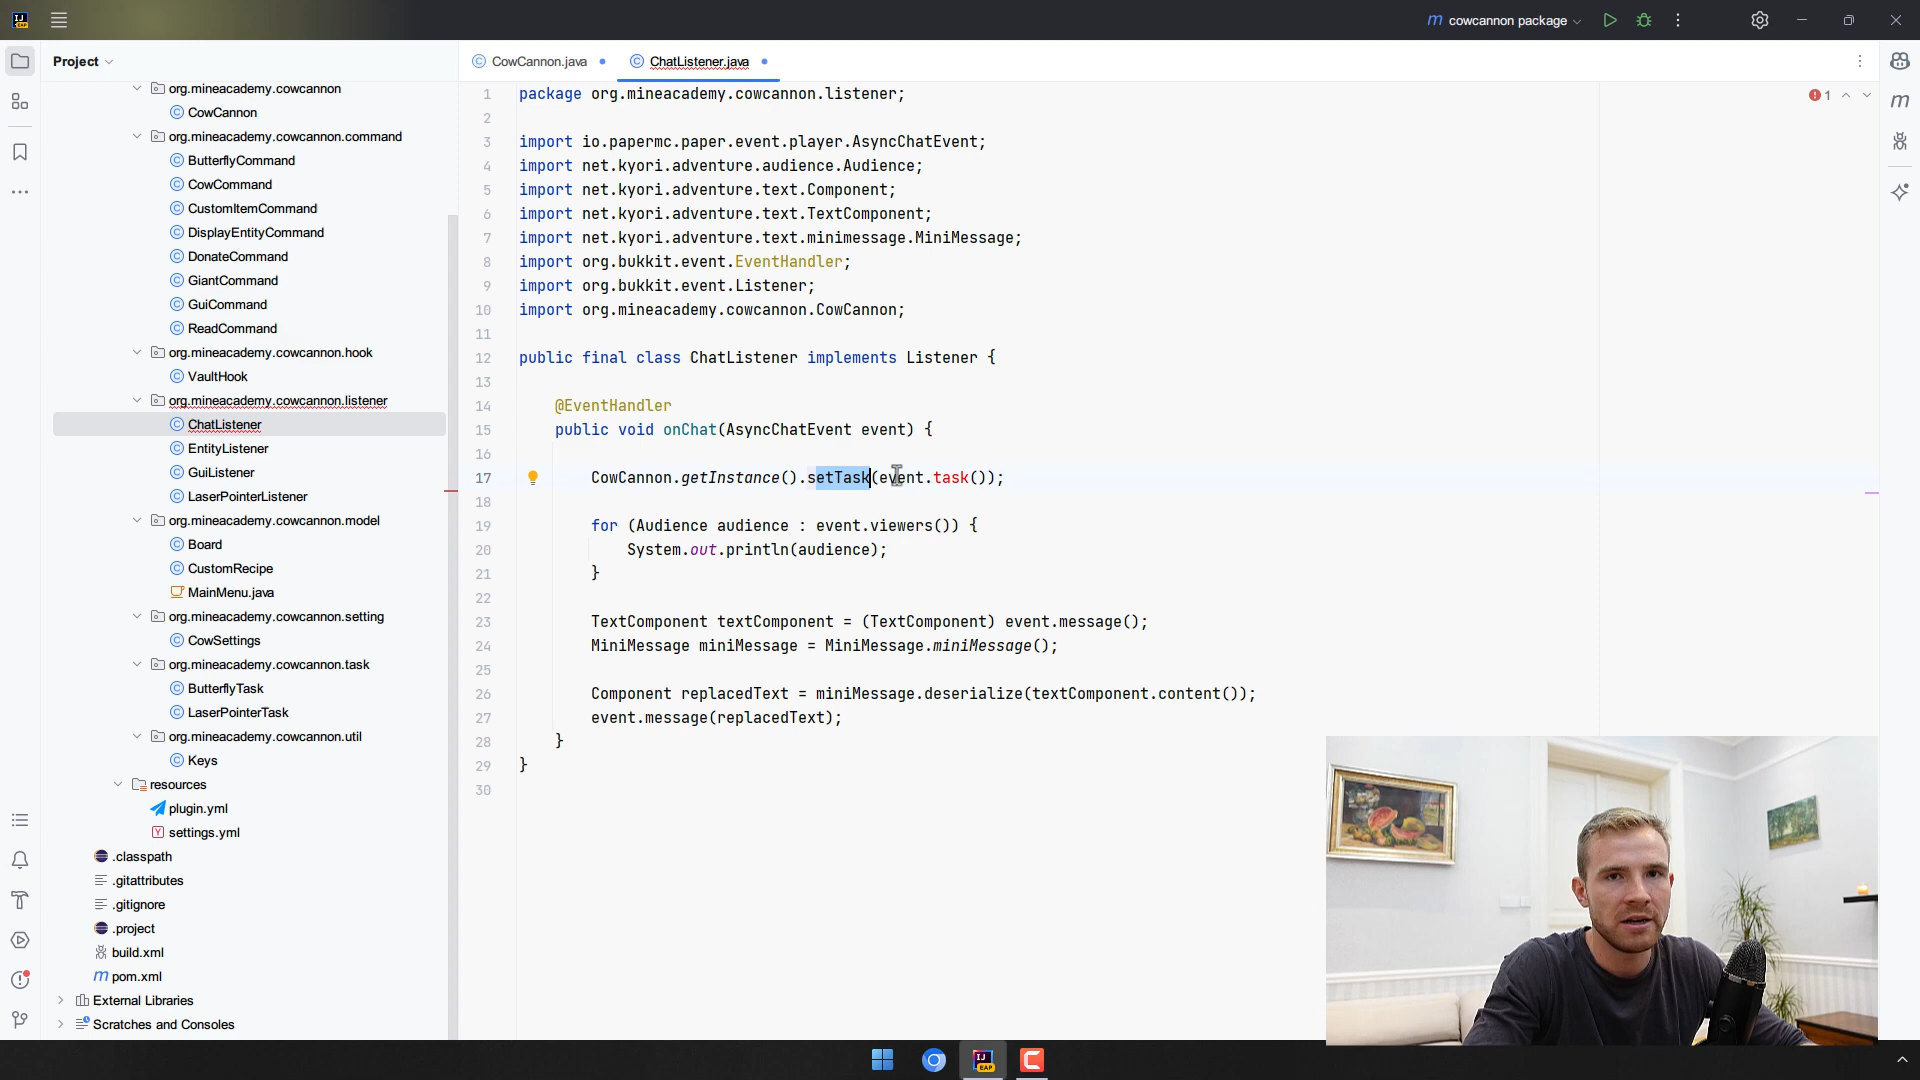 cowcannon package
Project
CowCannon.java
ChatListener.java
org.mineacademy.cowcannon
CowCannon
org.mineacademy.cowcannon.command
ButterflyCommand
CowCommand
CustomItemCommand
DisplayEntityCommand
DonateCommand
GiantCommand
GuiCommand
ReadCommand
org.mineacademy.cowcannon.hook
VaultHook
org.mineacademy.cowcannon.listener
ChatListener
EntityListener
GuiListener
LaserPointerListener
org.mineacademy.cowcannon.model
Board
CustomRecipe
MainMenu.java
org.mineacademy.cowcannon.setting
CowSettings
org.mineacademy.cowcannon.task
ButterflyTask
LaserPointerTask
org.mineacademy.cowcannon.util
Keys
resources
plugin.yml
settings.yml
.classpath
.gitattributes
.gitignore
.project
build.xml
pom.xml
External Libraries
Scratches and Consoles
1 package org.mineacademy.cowcannon.listener;
2
3 import io.papermc.paper.event.player.AsyncChatEvent;
4 import net.kyori.adventure.audience.Audience;
5 import net.kyori.adventure.text.Component;
6 import net.kyori.adventure.text.TextComponent;
7 import net.kyori.adventure.text.minimessage.MiniMessage;
8 import org.bukkit.event.EventHandler;
9 import org.bukkit.event.Listener;
10 import org.mineacademy.cowcannon.CowCannon;
11
12 public final class ChatListener implements Listener {
13
14 @EventHandler
15 public void onChat(AsyncChatEvent event) {
16
17 CowCannon.getInstance().setTask(event.task());
18
19 for (Audience audience : event.viewers()) {
20 System.out.println(audience);
21 }
22
23 TextComponent textComponent = (TextComponent) event.message();
24 MiniMessage miniMessage = MiniMessage.miniMessage();
25
26 Component replacedText = miniMessage.deserialize(textComponent.content());
27 event.message(replacedText);
28 }
29 }
30
1